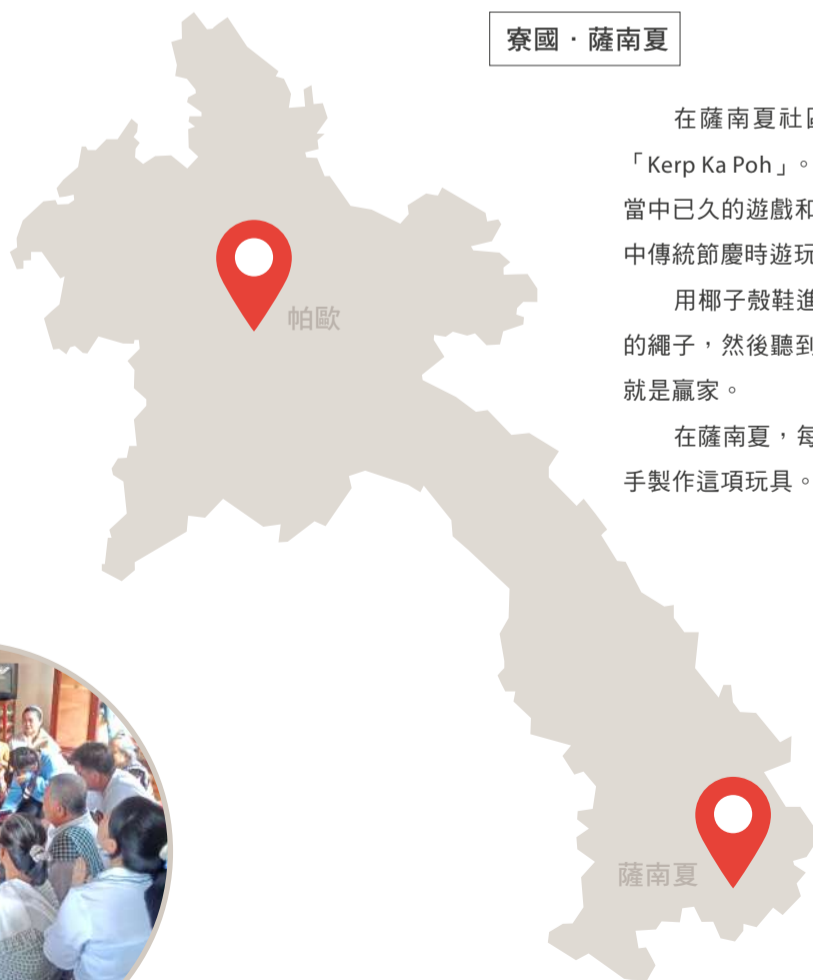 寮國．薩南夏
在薩南夏社
「Kerp Ka Poh」。
當中已久的遊戲和
中傳統節慶時遊玩
用椰子殼鞋進
的繩子，然後聽到
就是贏家。
在薩南夏，每
手製作這項玩具。
帕歐
薩南夏